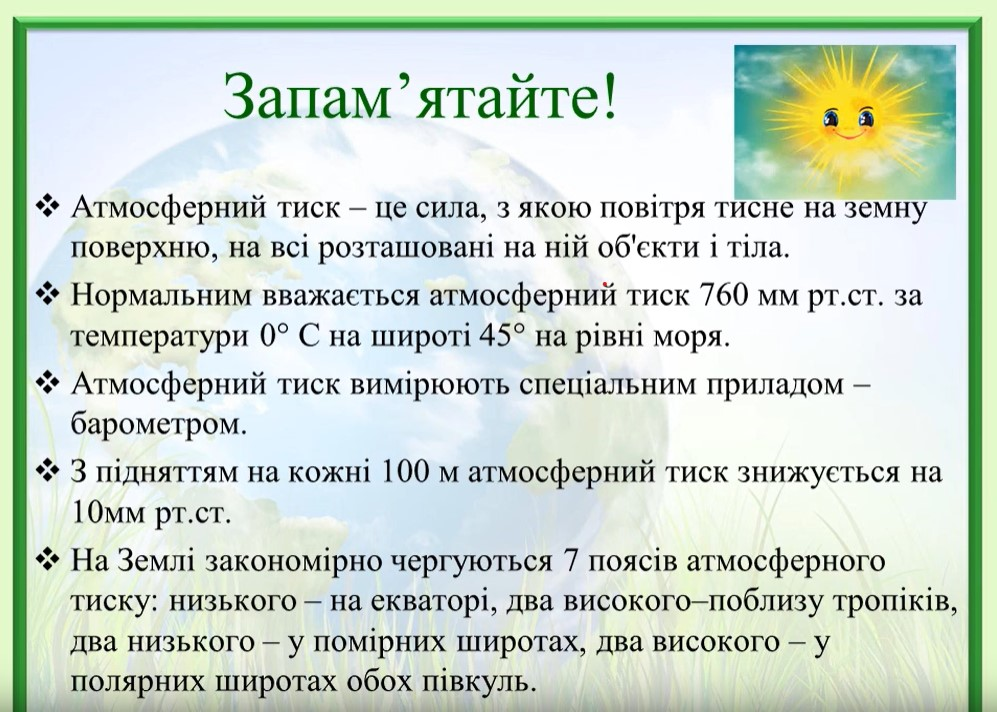 Запам’ятайте!
❖ Атмосферний тиск – це сила, з якою повітря тисне на земну
поверхню, на всі розташовані на ній об'єкти і тіла.
❖ Нормальним вважається атмосферний тиск 760 мм рт.ст. за
температури 0° С на широті 45° на рівні моря.
❖ Атмосферний тиск вимірюють спеціальним приладом –
барометром.
❖ З підняттям на кожні 100 м атмосферний тиск знижується на
10мм рт.ст.
❖ На Землі закономірно чергуються 7 поясів атмосферного
тиску: низького – на екваторі, два високого–поблизу тропіків,
два низького – у помірних широтах, два високого – у
полярних широтах обох півкуль.